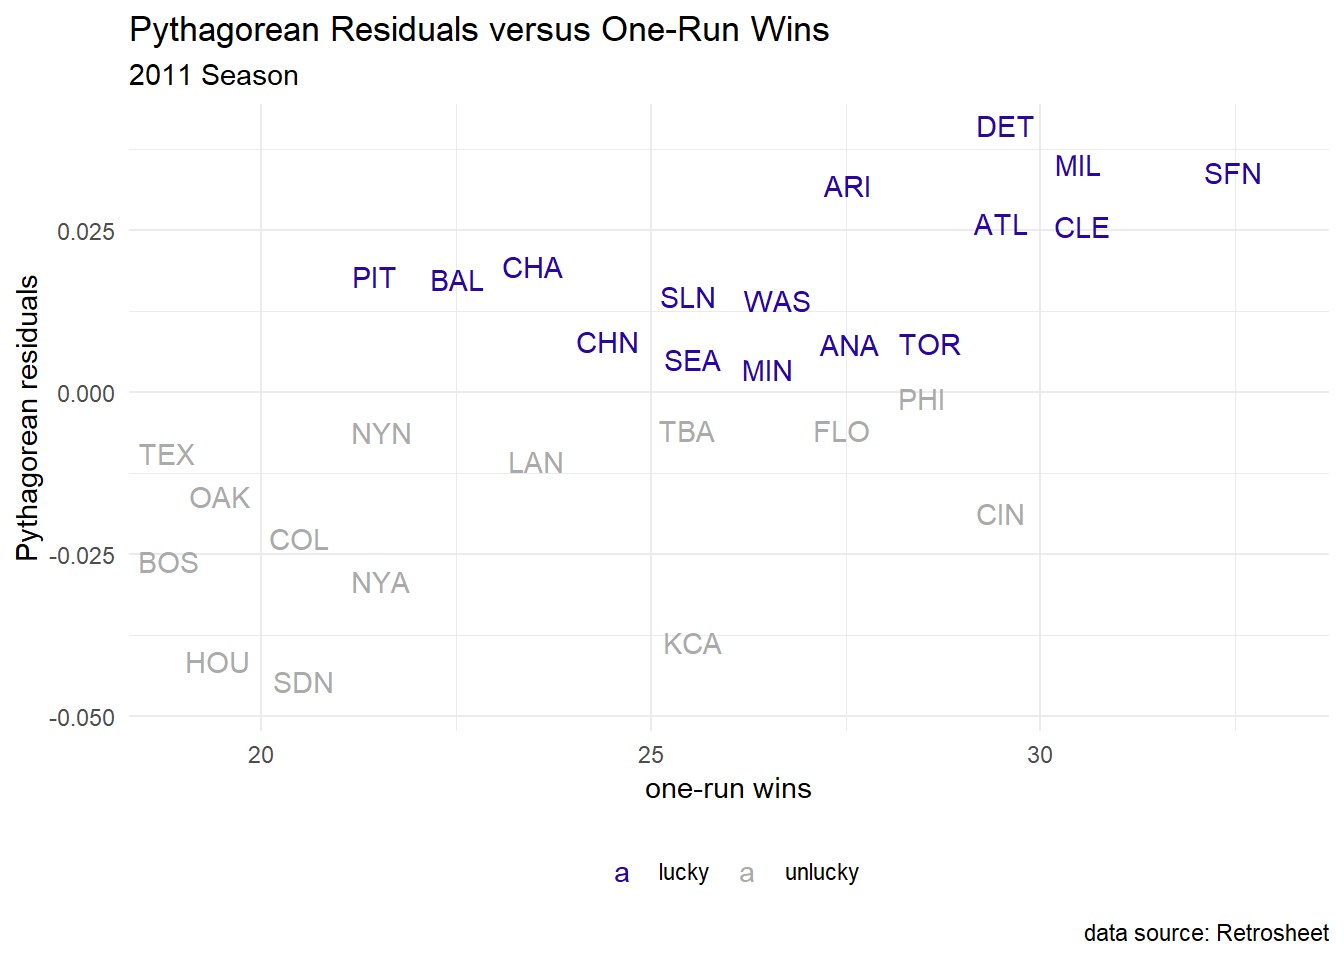 Pythagorean Residuals versus One-Run Wins
2011 Season
DET
MIL
SFN
ARI
ATL
CLE
0.025
CHA
PIT
BAL
SLN
WAS
CHN
ANA
TOR
SEA
MIN
0.000
PHI
NYN
TBA
FLO
TEX
LAN
OAK
CIN
COL
-0.025
BOS
NYA
KCA
HOU
SDN
-0.050
Pythagorean residuals
20 25 30
one-run wins
a lucky a unlucky
data source: Retrosheet